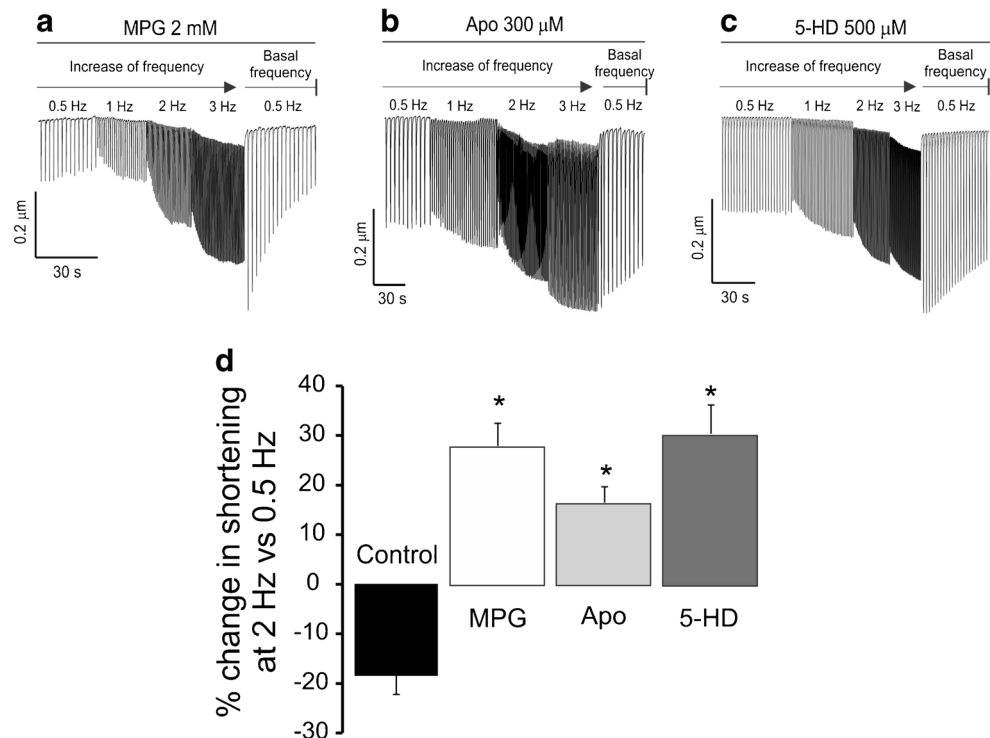 a
MPG 2 mM
Increase of frequency
Basal
frequency
0.5 Hz 1 Hz 2 Hz 3 Hz 0.5 Hz
0.2 µm
30 s
b
Apo 300 µM
Increase of frequency
Basal
frequency
0.5 Hz 1 Hz 2 Hz 3 Hz 0.5 Hz
0.2 µm
30 s
c
5-HD 500 µM
Increase of frequency
Basal
frequency
0.5 Hz 1 Hz 2 Hz 3 Hz 0.5 Hz
0.2 µm
30 s
d
% change in shortening
at 2 Hz vs 0.5 Hz
40
30
20
10
0
-10
-20
-30
Control
*
MPG
*
Apo
*
5-HD